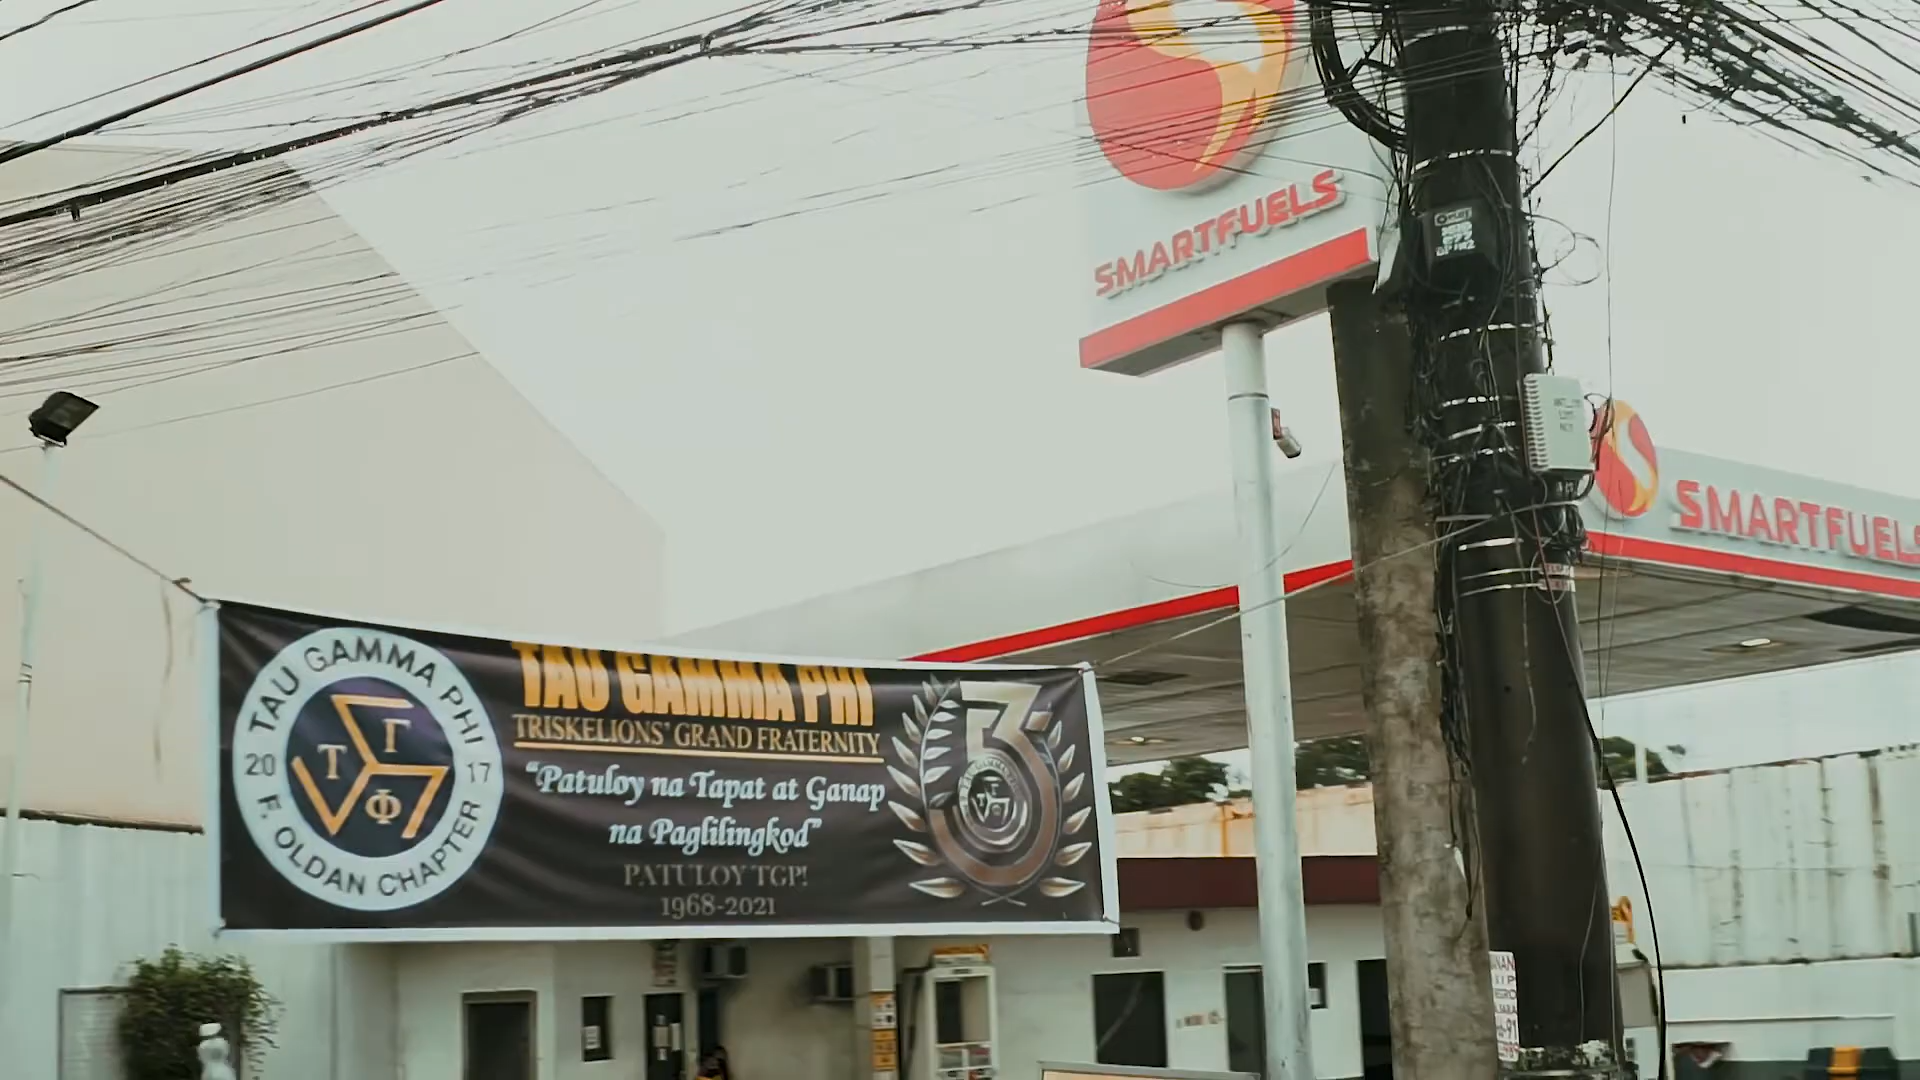 SMARTFUELS
SMARTFUELS
TAU GAMMA PHI
20 17
F. OLDAN CHAPTER
Τ Γ Φ
TAU GAMMA PHI
TRISKELIONS' GRAND FRATERNITY
"Patuloy na Tapat at Ganap
na Paglilingkod"
PATULOY TGP!
1968-2021
53